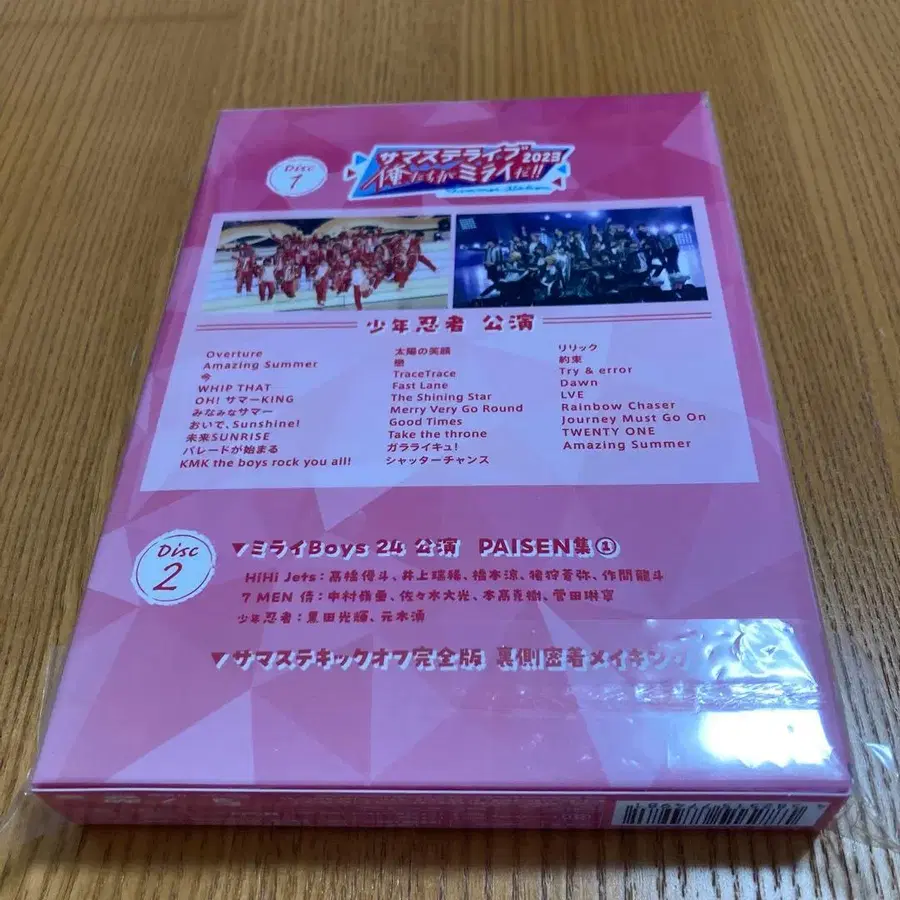 Disc
1
サマステライブ 2023
俺たちがミライだ!!
Summer Station
少年忍者 公演
Overture
Amazing Summer
今
WHIP THAT
OH! サマーKING
みなみなサマー
おいで、Sunshine!
未来SUNRISE
パレードが始まる
KMK the boys rock you all!
太陽の笑顔
戀
TraceTrace
Fast Lane
The Shining Star
Merry Very Go Round
Good Times
Take the throne
ガラライキュ!
シャッターチャンス
リリック
約束
Try & error
Dawn
LVE
Rainbow Chaser
Journey Must Go On
TWENTY ONE
Amazing Summer
Disc
2
▼ミライBoys 24 公演 PAISEN集①
HiHi Jets:髙橋優斗、井上瑞稀、橋本涼、猪狩蒼弥、作間龍斗
7 MEN 侍:中村嶺亜、佐々木大光、本髙克樹、菅田琳寧
少年忍者:黒田光輝、元木湧
▼サマステキックオフ完全版 裏側密着メイキング